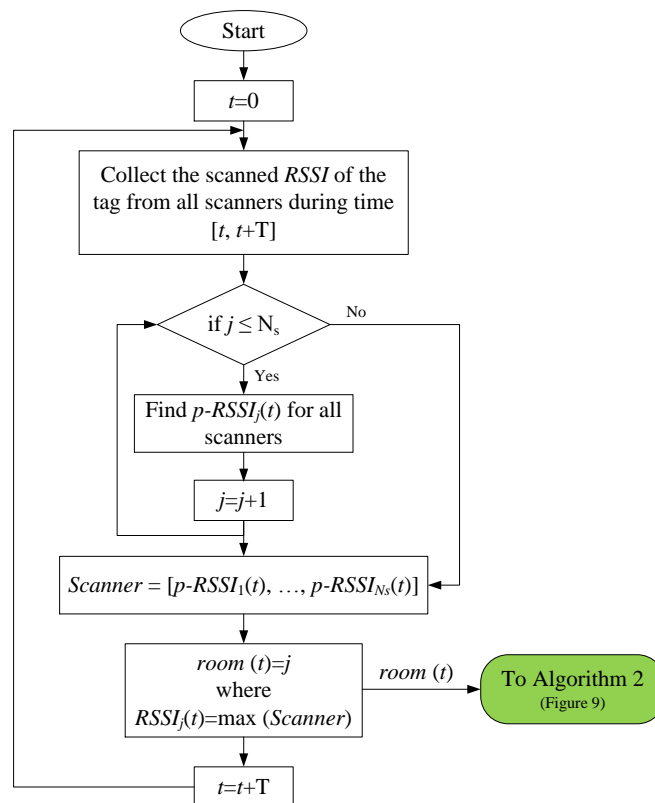 Start
t=0
Collect the scanned RSSI of the
tag from all scanners during time
[t, t+T]
if j ≤ Nₛ
No
Yes
Find p-RSSIⱼ(t) for all
scanners
j=j+1
Scanner = [p-RSSI₁(t), …, p-RSSI_Ns(t)]
room (t)=j
where
RSSIⱼ(t)=max (Scanner)
room (t)
To Algorithm 2
(Figure 9)
t=t+T